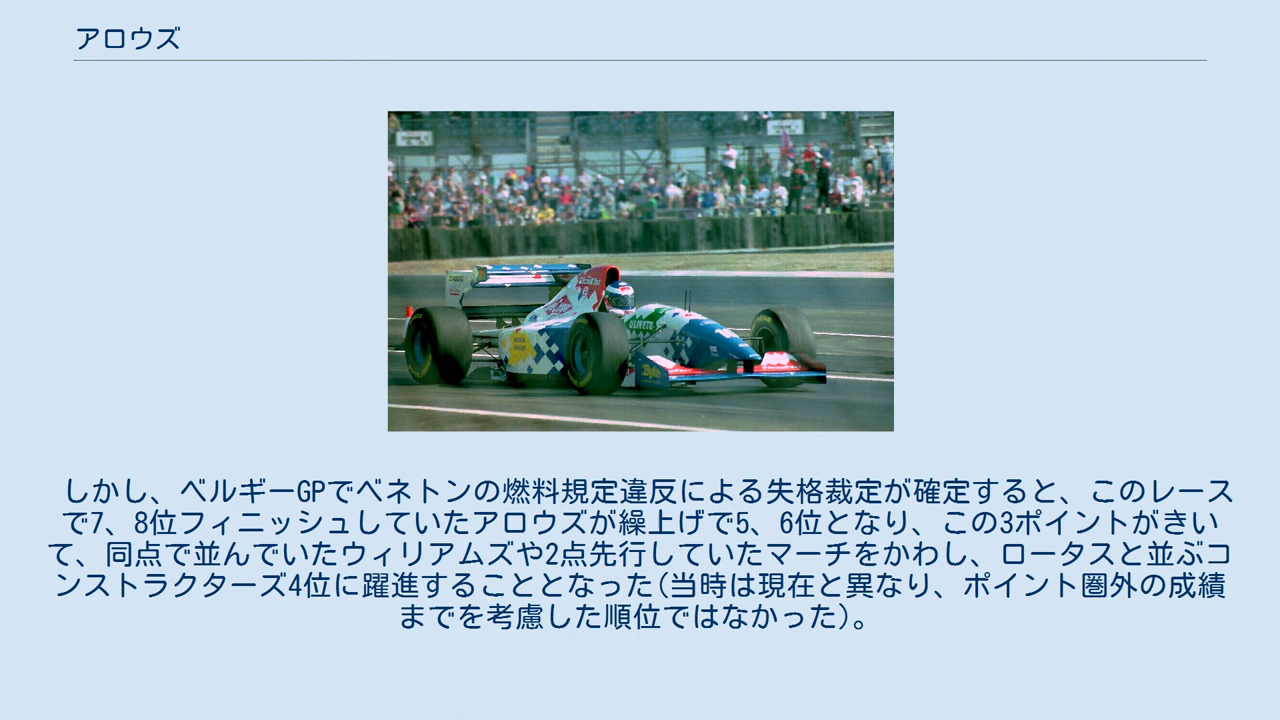 アロウズ
ULIVETO
Byte
しかし、ベルギーGPでベネトンの燃料規定違反による失格裁定が確定すると、このレース
で7、8位フィニッシュしていたアロウズが繰上げで5、6位となり、この3ポイントがきい
て、同点で並んでいたウィリアムズや2点先行していたマーチをかわし、ロータスと並ぶコ
ンストラクターズ4位に躍進することとなった(当時は現在と異なり、ポイント圏外の成績
までを考慮した順位ではなかった)。